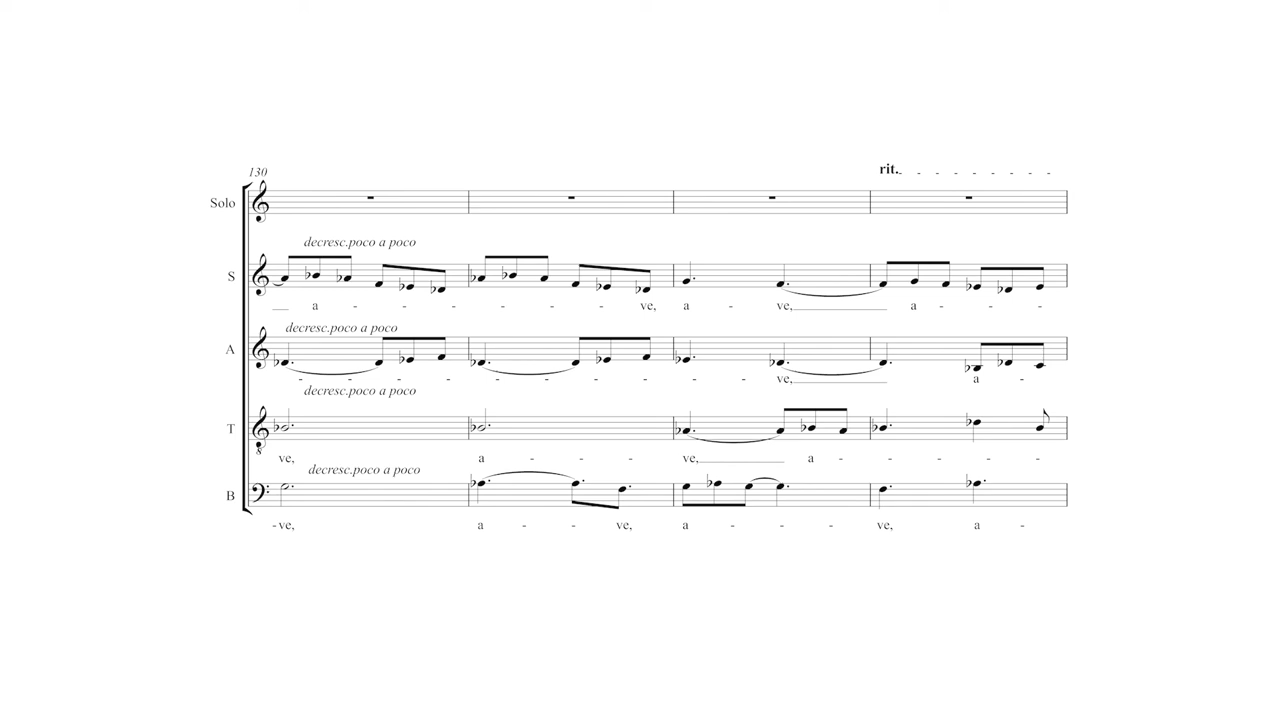 rit. - - - - - - - - -
130
Solo
decresc.poco a poco
S
a - - - - - - ve, a - ve, a - - - -
decresc.poco a poco
A
- - - - - - - - - - ve, a -
decresc.poco a poco
T
ve, a - - - ve, a - - - - -
decresc.poco a poco
B
-ve, a - - ve, a - - - ve, a -